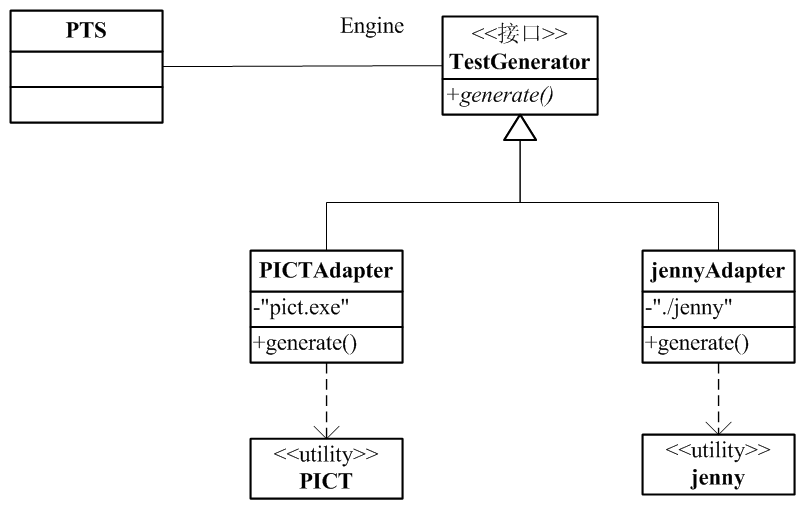 PTS
Engine
<<接口>>
TestGenerator
+generate()
PICTAdapter
-"pict.exe"
+generate()
jennyAdapter
-"./jenny"
+generate()
<<utility>>
PICT
<<utility>>
jenny